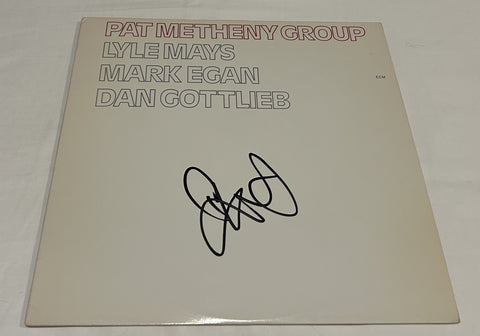 PAT METHENY GROUP
LYLE MAYS
MARK EGAN
ECM
DAN GOTTLIEB